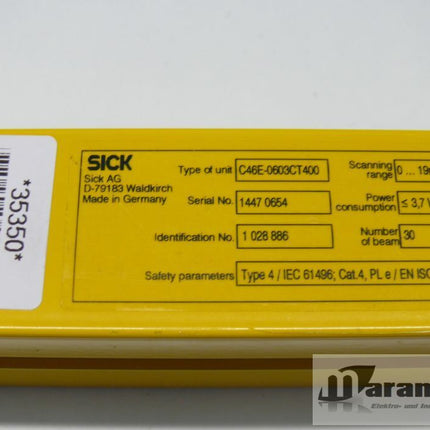 *35350*
SICK
Sick AG
D-79183 Waldkirch
Made in Germany
Type of unit C46E-0603CT400
Serial No. 1447 0654
Identification No. 1 028 886
Safety parameters Type 4 / IEC 61496; Cat.4, PL e / EN ISO
Scanning range 0 ... 19
Power consumption ≤ 3,7
Number of beam 30
Maram
Elektro- und In